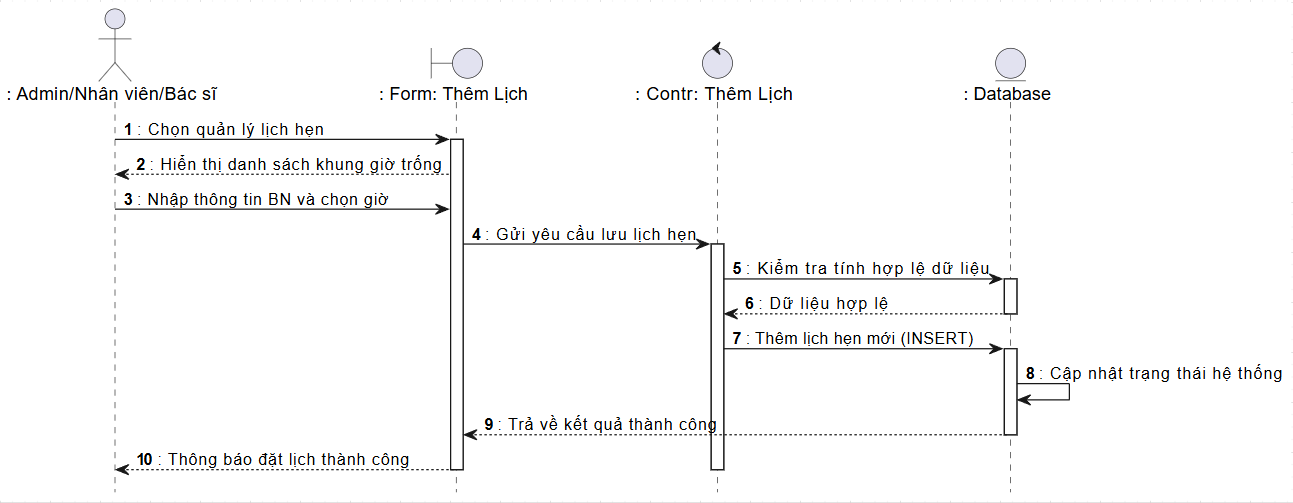 : Admin/Nhân viên/Bác sĩ
: Form: Thêm Lịch
: Contr: Thêm Lịch
: Database
1 : Chọn quản lý lịch hẹn
2 : Hiển thị danh sách khung giờ trống
3 : Nhập thông tin BN và chọn giờ
4 : Gửi yêu cầu lưu lịch hẹn
5 : Kiểm tra tính hợp lệ dữ liệu
6 : Dữ liệu hợp lệ
7 : Thêm lịch hẹn mới (INSERT)
8 : Cập nhật trạng thái hệ thống
9 : Trả về kết quả thành công
10 : Thông báo đặt lịch thành công